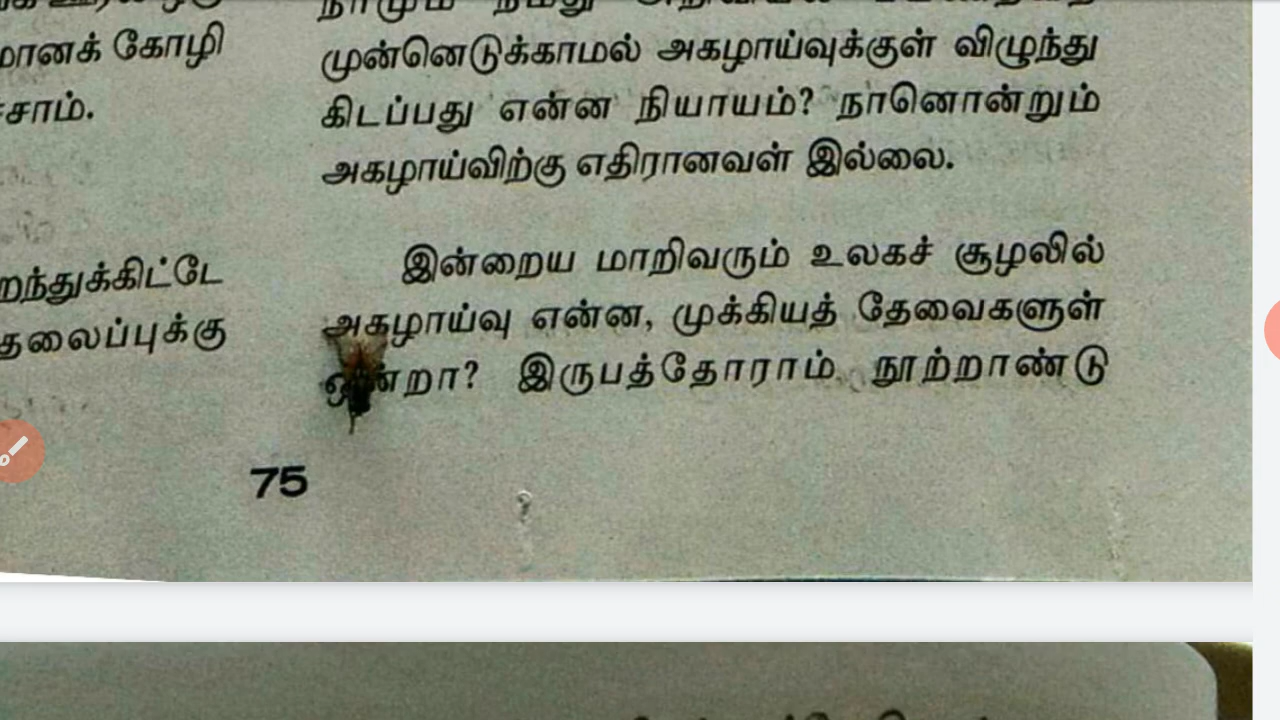 மானக் கோழி
சாம்.
றந்துக்கிட்டே
தலைப்புக்கு
முன்னெடுக்காமல் அகழாய்வுக்குள் விழுந்து
கிடப்பது என்ன நியாயம்? நானொன்றும்
அகழாய்விற்கு எதிரானவள் இல்லை.
இன்றைய மாறிவரும் உலகச் சூழலில்
அகழாய்வு என்ன, முக்கியத் தேவைகளுள்
ஒன்றா? இருபத்தோராம் நூற்றாண்டு
75